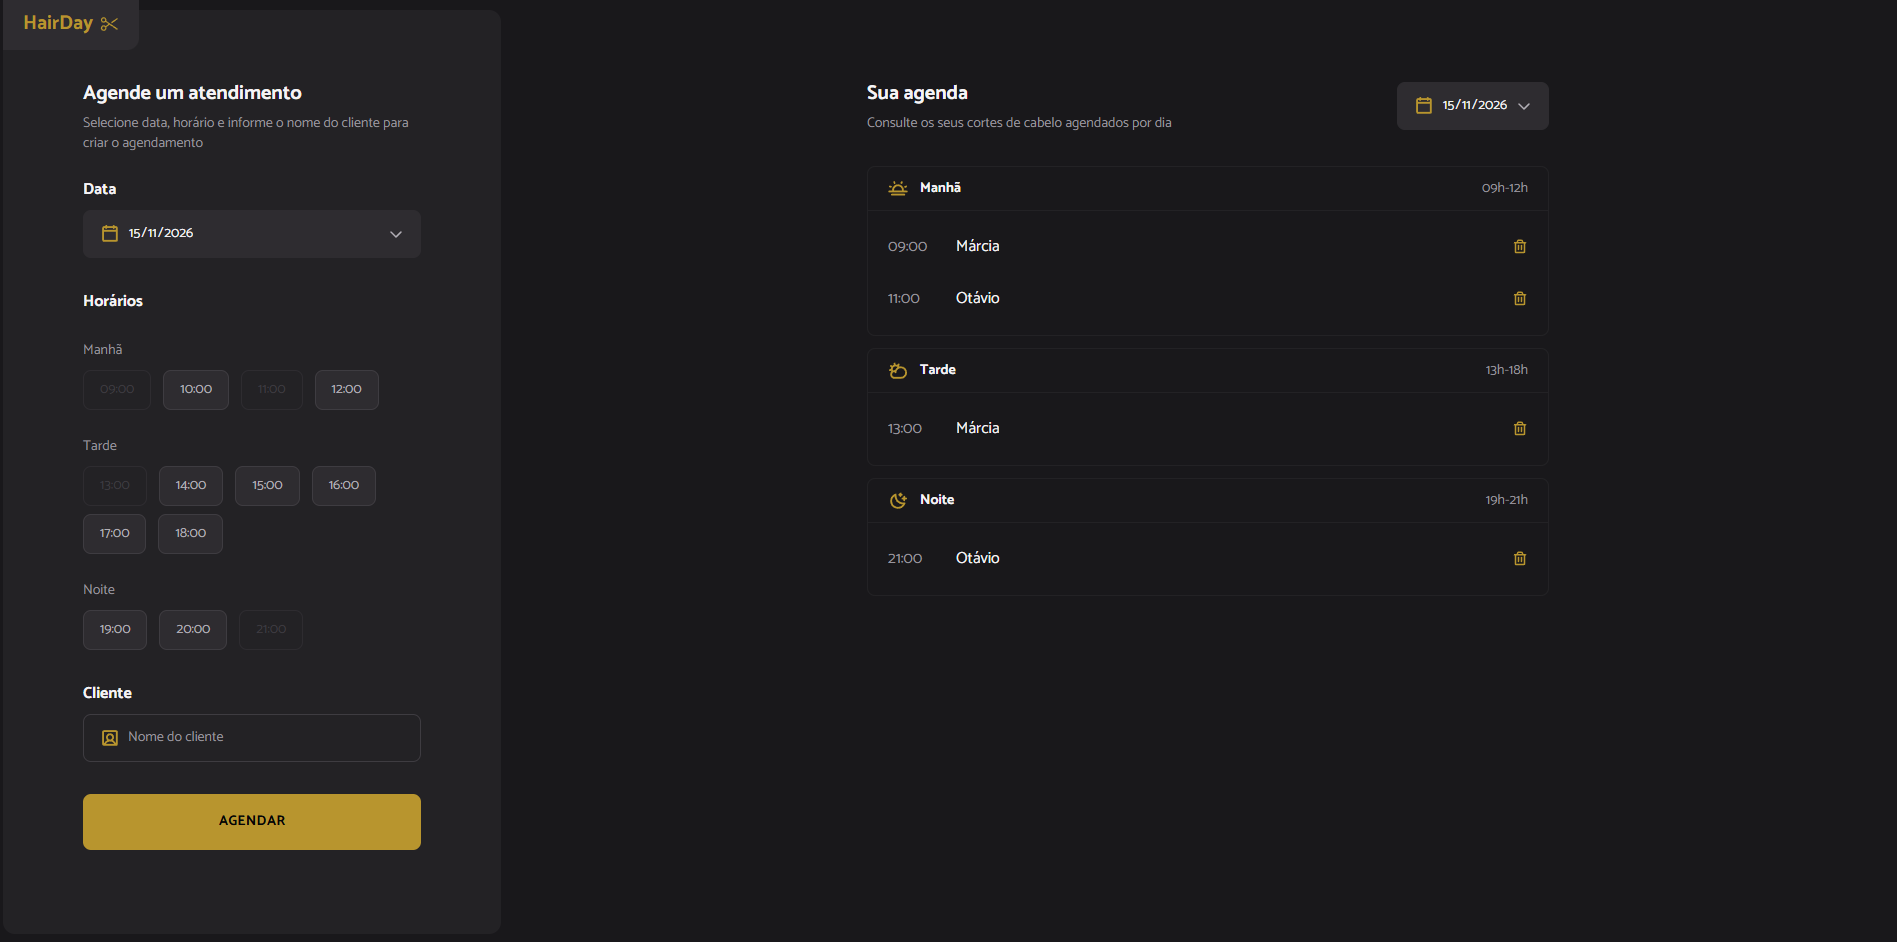 HairDay
Agende um atendimento
Selecione data, horário e informe o nome do cliente para
criar o agendamento
Data
15/11/2026
Horários
Manhã
09:00 10:00 11:00 12:00
Tarde
13:00 14:00 15:00 16:00
17:00 18:00
Noite
19:00 20:00 21:00
Cliente
Nome do cliente
AGENDAR
Sua agenda
Consulte os seus cortes de cabelo agendados por dia
15/11/2026
Manhã 09h-12h
09:00 Márcia
11:00 Otávio
Tarde 13h-18h
13:00 Márcia
Noite 19h-21h
21:00 Otávio